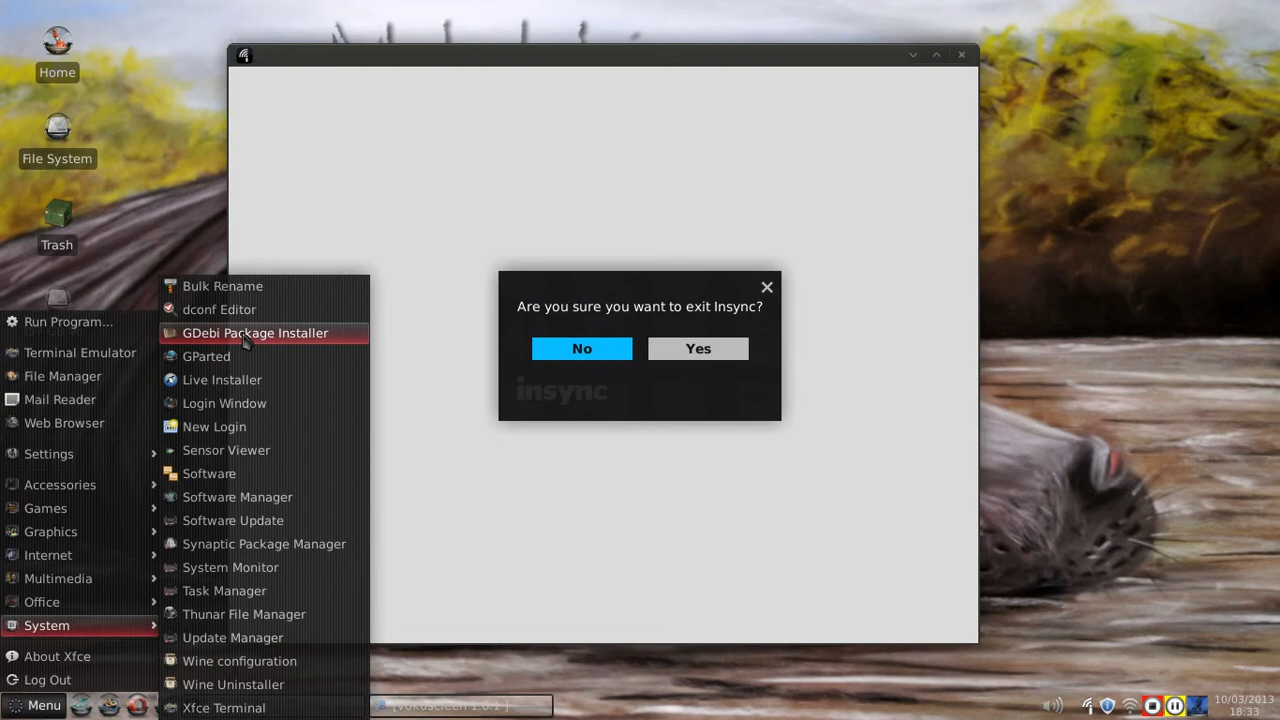 Home
File System
Trash
Are you sure you want to exit Insync?
No
Yes
insync
Run Program...
Terminal Emulator
File Manager
Mail Reader
Web Browser
Settings
Accessories
Games
Graphics
Internet
Multimedia
Office
System
About Xfce
Log Out
Menu
Bulk Rename
dconf Editor
GDebi Package Installer
GParted
Live Installer
Login Window
New Login
Sensor Viewer
Software
Software Manager
Software Update
Synaptic Package Manager
System Monitor
Task Manager
Thunar File Manager
Update Manager
Wine configuration
Wine Uninstaller
Xfce Terminal
[vokoscreen 1.6.1 ]
10/03/2013
18:33